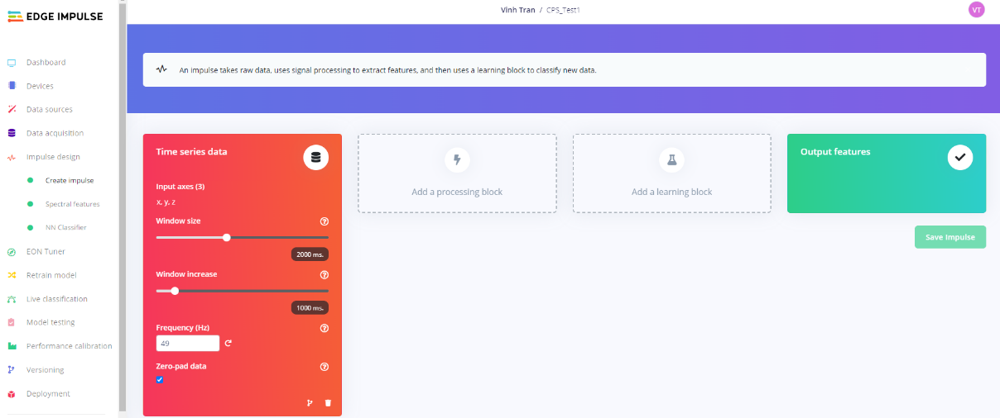 EDGE IMPULSE
Vinh Tran / CPS_Test1
VT
Dashboard
Devices
Data sources
Data acquisition
Impulse design
Create impulse
Spectral features
NN Classifier
EON Tuner
Retrain model
Live classification
Model testing
Performance calibration
Versioning
Deployment
An impulse takes raw data, uses signal processing to extract features, and then uses a learning block to classify new data.
Time series data
Input axes (3)
x, y, z
Window size
2000 ms.
Window increase
1000 ms.
Frequency (Hz)
49
Zero-pad data
Add a processing block
Add a learning block
Output features
Save Impulse